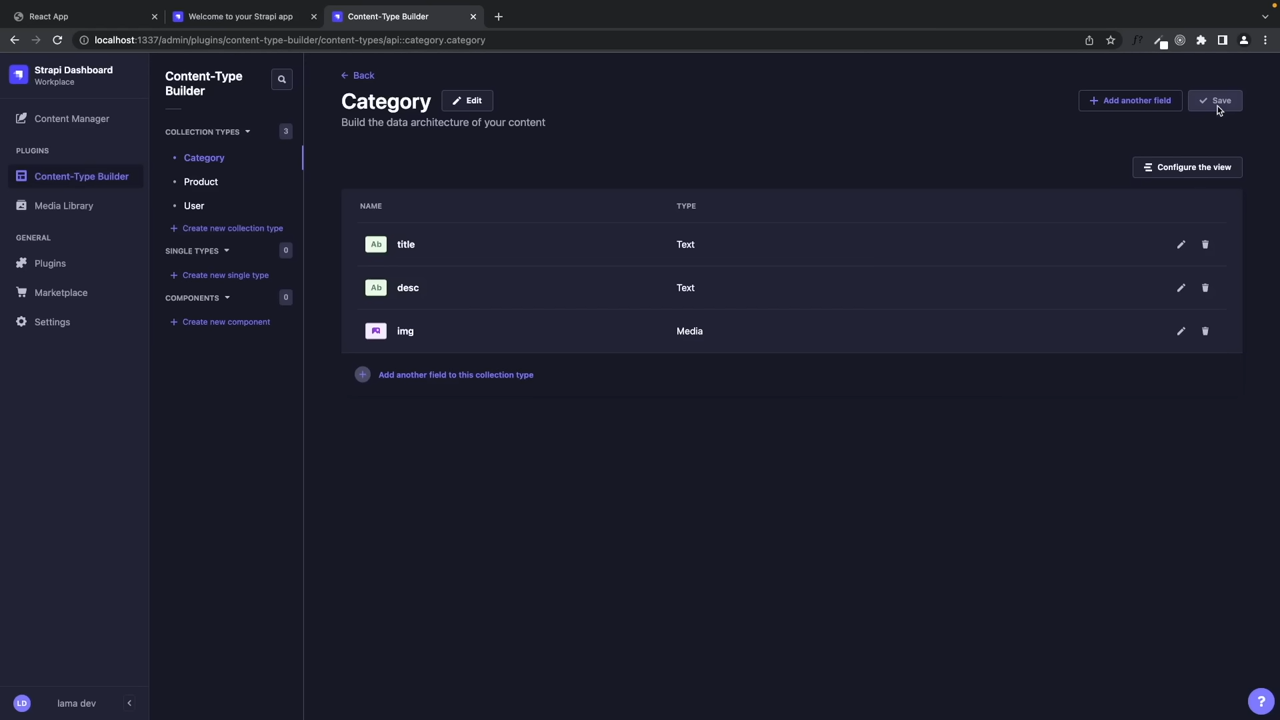 React App
Welcome to your Strapi app
Content-Type Builder
localhost:1337/admin/plugins/content-type-builder/content-types/api::category.category
Strapi Dashboard
Workplace
Content Manager
PLUGINS
Content-Type Builder
Media Library
GENERAL
Plugins
Marketplace
Settings
LD
lama dev
Content-Type
Builder
COLLECTION TYPES
3
Category
Product
User
Create new collection type
SINGLE TYPES
0
Create new single type
COMPONENTS
0
Create new component
Back
Category
Edit
Add another field
Save
Build the data architecture of your content
Configure the view
NAME
TYPE
Ab
title
Text
Ab
desc
Text
img
Media
Add another field to this collection type
?